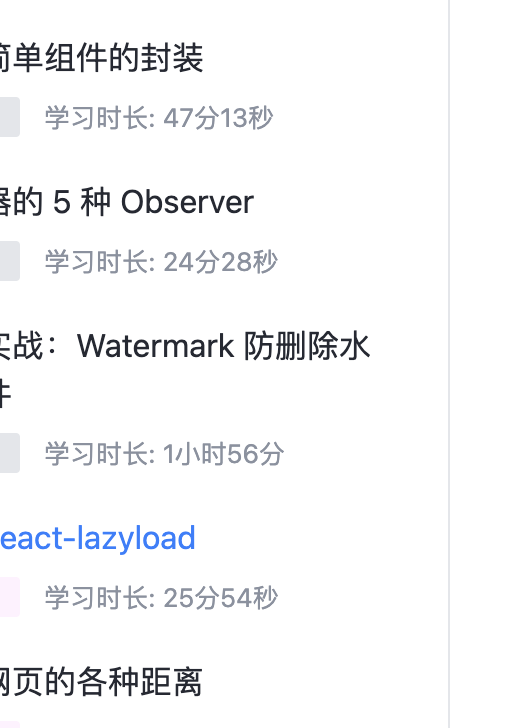 单组件的封装
学习时长: 47分13秒
的 5 种 Observer
学习时长: 24分28秒
战：Watermark 防删除水
件
学习时长: 1小时56分
eact-lazyload
学习时长: 25分54秒
网页的各种距离